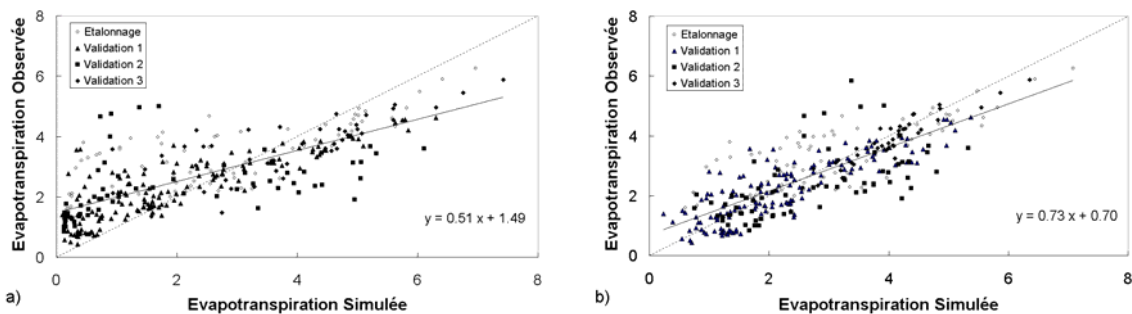 8
6
4
2
0
Evapotranspiration Observée
Etalonnage
Validation 1
Validation 2
Validation 3
y = 0.51 x + 1.49
0 2 4 6 8
Evapotranspiration Simulée
a)
8
6
4
2
0
Evapotranspiration Observée
Etalonnage
Validation 1
Validation 2
Validation 3
y = 0.73 x + 0.70
0 2 4 6 8
Evapotranspiration Simulée
b)